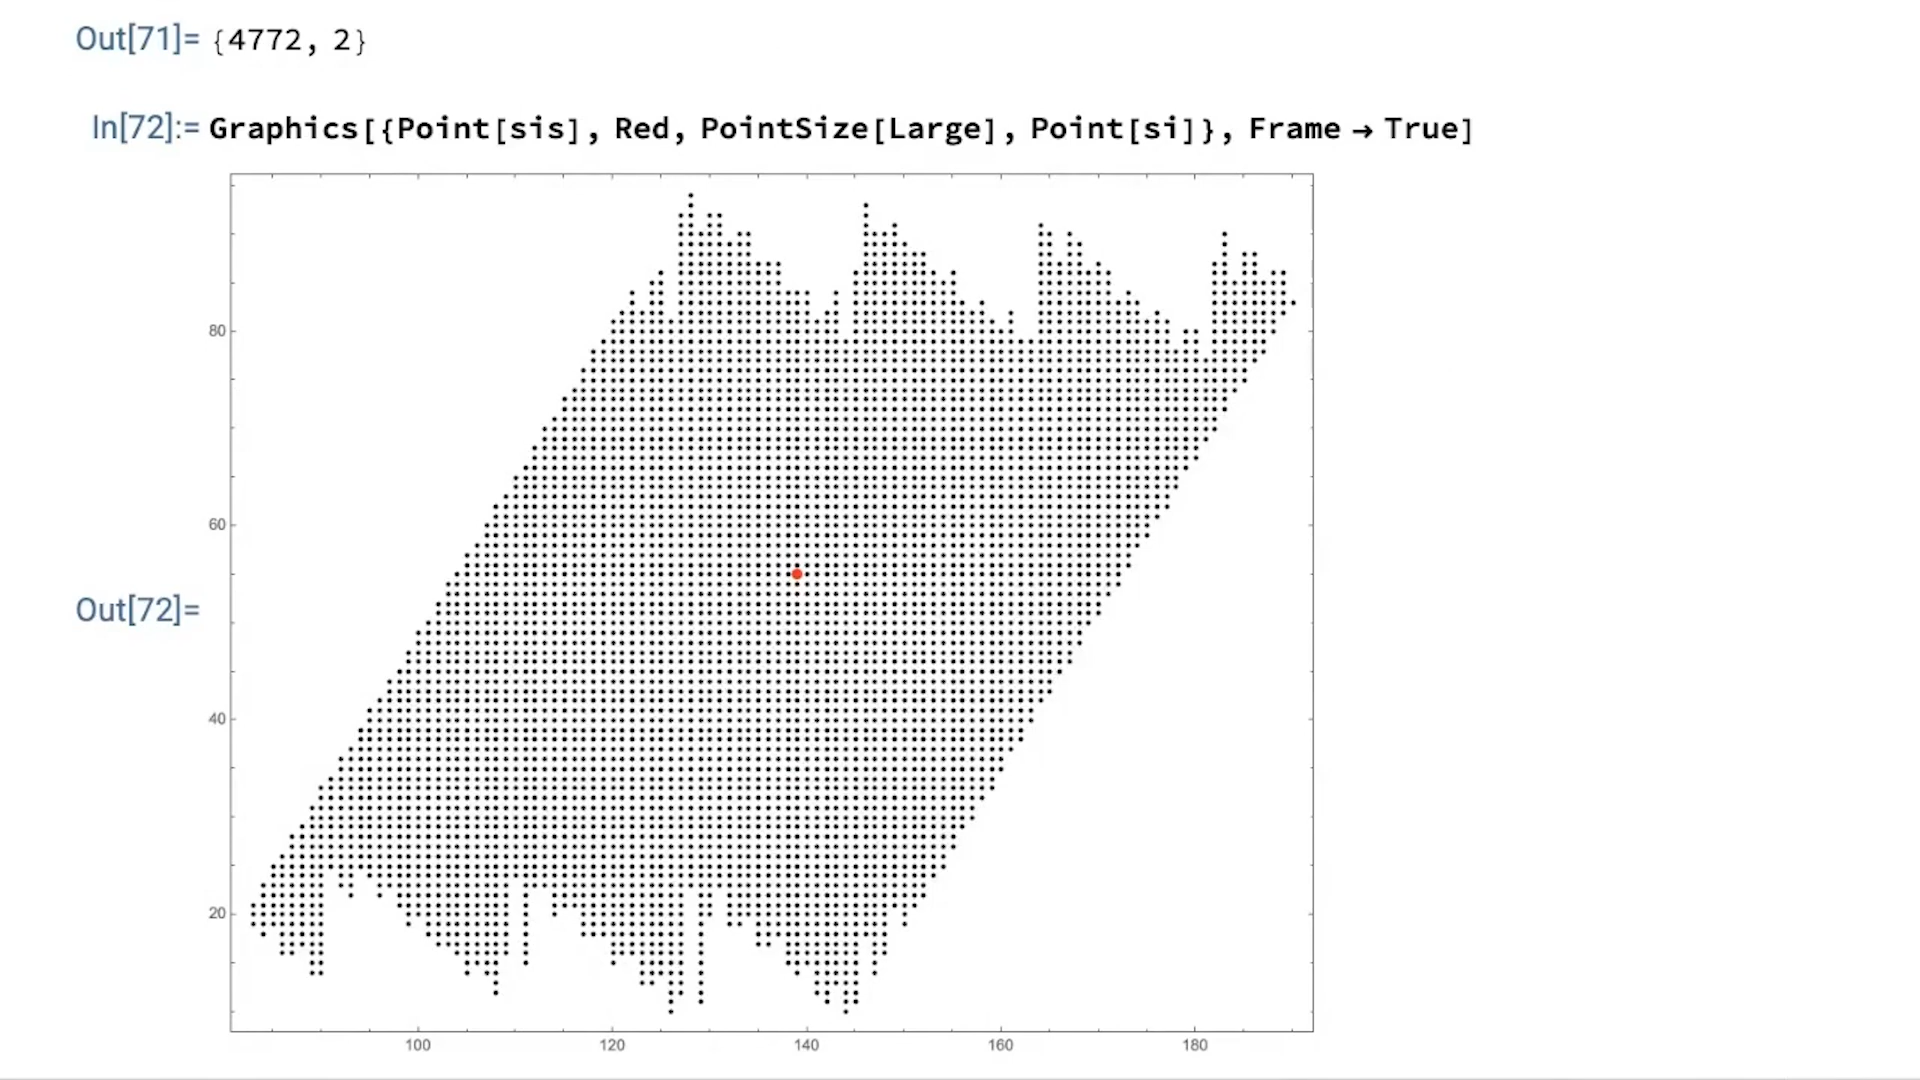 Out[71]= {4772, 2}
In[72]:= Graphics[{Point[sis], Red, PointSize[Large], Point[si]}, Frame → True]
80
60
Out[72]=
40
20
100 120 140 160 180